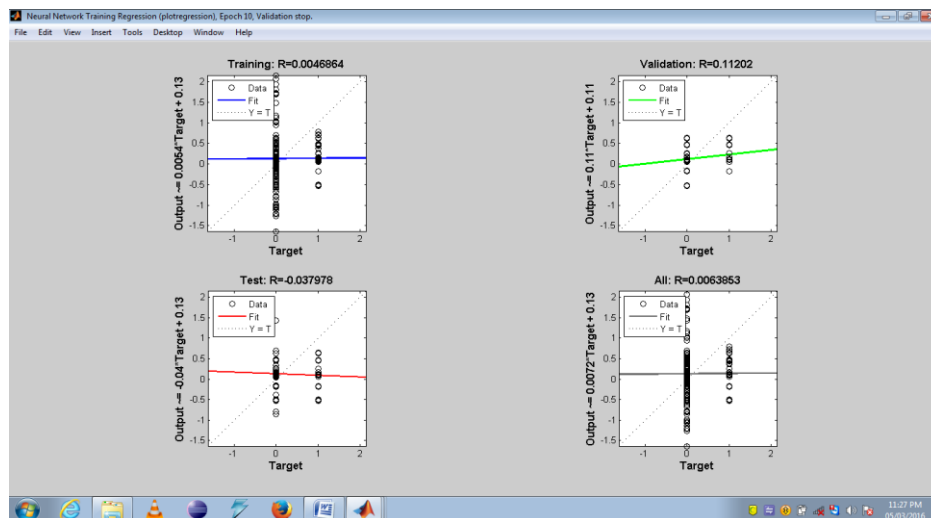 Neural Network Training Regression (plotregression), Epoch 10, Validation stop.
File Edit View Insert Tools Desktop Window Help
Training: R=0.0046864
Output ~= 0.0054*Target + 0.13
2
1.5
1
0.5
0
-0.5
-1
-1.5
Data
Fit
Y = T
-1 0 1 2
Target
Validation: R=0.11202
Output ~= 0.11*Target + 0.11
2
1.5
1
0.5
0
-0.5
-1
-1.5
Data
Fit
Y = T
-1 0 1 2
Target
Test: R=-0.037978
Output ~= -0.04*Target + 0.13
2
1.5
1
0.5
0
-0.5
-1
-1.5
Data
Fit
Y = T
-1 0 1 2
Target
All: R=0.0063853
Output ~= 0.0072*Target + 0.13
2
1.5
1
0.5
0
-0.5
-1
-1.5
Data
Fit
Y = T
-1 0 1 2
Target
11:27 PM
05/03/2016